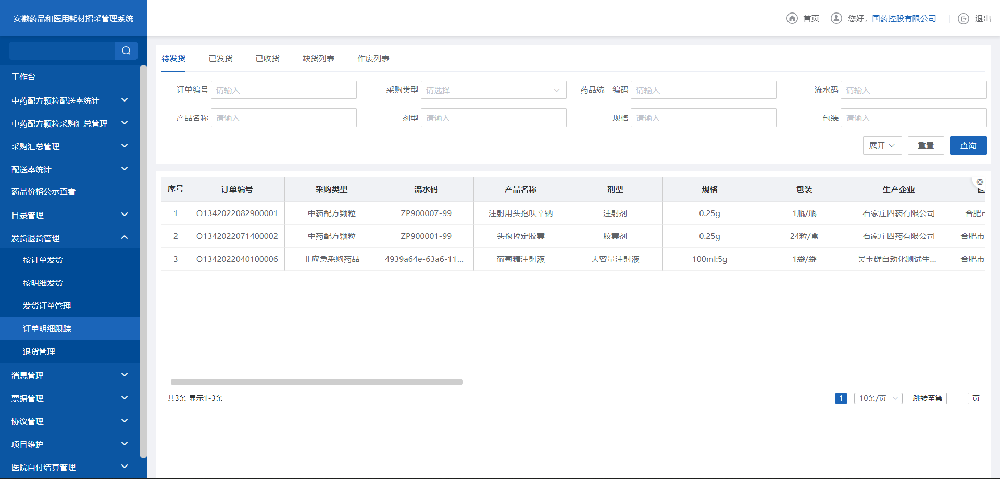 安徽药品和医用耗材招采管理系统
首页
您好，国药控股有限公司
退出
工作台
中药配方颗粒配送率统计
中药配方颗粒采购汇总管理
采购汇总管理
配送率统计
药品价格公示查看
目录管理
发货退货管理
按订单发货
按明细发货
发货订单管理
订单明细跟踪
退货管理
消息管理
票据管理
协议管理
项目维护
医院自付结算管理
待发货 已发货 已收货 缺货列表 作废列表
订单编号 请输入 采购类型 请选择 药品统一编码 请输入 流水码 请输入
产品名称 请输入 剂型 请输入 规格 请输入 包装 请输入
展开 重置 查询
序号 订单编号 采购类型 流水码 产品名称 剂型 规格 包装 生产企业
1 O1342022082900001 中药配方颗粒 ZP900007-99 注射用头孢呋辛钠 注射剂 0.25g 1瓶/瓶 石家庄四药有限公司 合肥市
2 O1342022071400002 中药配方颗粒 ZP900001-99 头孢拉定胶囊 胶囊剂 0.25g 24粒/盒 石家庄四药有限公司 合肥市
3 O1342022040100006 非应急采购药品 4939a64e-63a6-11... 葡萄糖注射液 大容量注射液 100ml:5g 1袋/袋 吴玉群自动化测试生... 合肥市
共3条 显示1-3条
1 10条/页 跳转至第 页